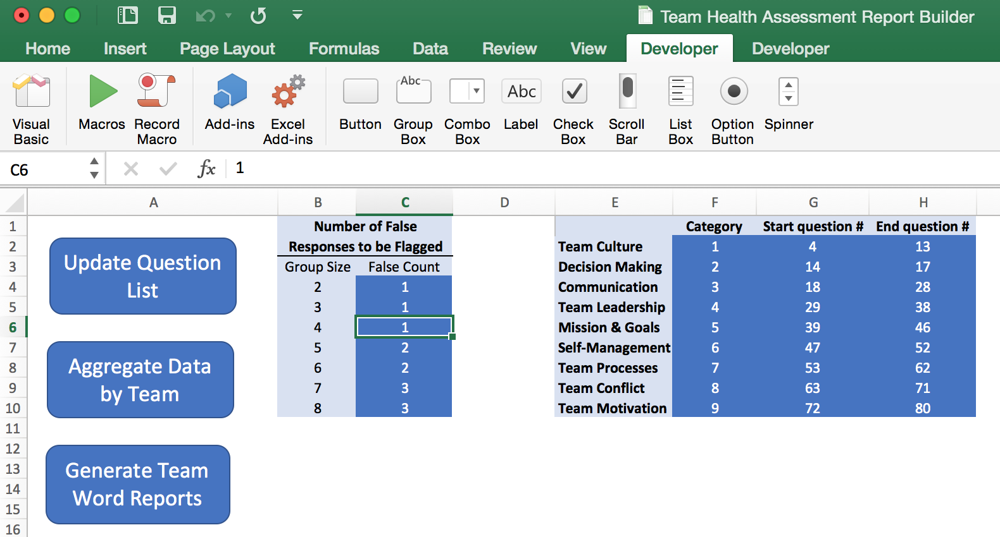 Team Health Assessment Report Builder
Home Insert Page Layout Formulas Data Review View Developer Developer
Abc Abc
Visual Basic Macros Record Macro Add-ins Excel Add-ins Button Group Box Combo Box Label Check Box Scroll Bar List Box Option Button Spinner
C6 fx 1
A B C D E F G H
1 Number of False Category Start question # End question #
2 Responses to be Flagged Team Culture 1 4 13
3 Group Size False Count Decision Making 2 14 17
4 2 1 Communication 3 18 28
5 3 1 Team Leadership 4 29 38
6 4 1 Mission & Goals 5 39 46
7 5 2 Self-Management 6 47 52
8 6 2 Team Processes 7 53 62
9 7 3 Team Conflict 8 63 71
10 8 3 Team Motivation 9 72 80
11
12
13
14
15
16
Update Question
List
Aggregate Data
by Team
Generate Team
Word Reports